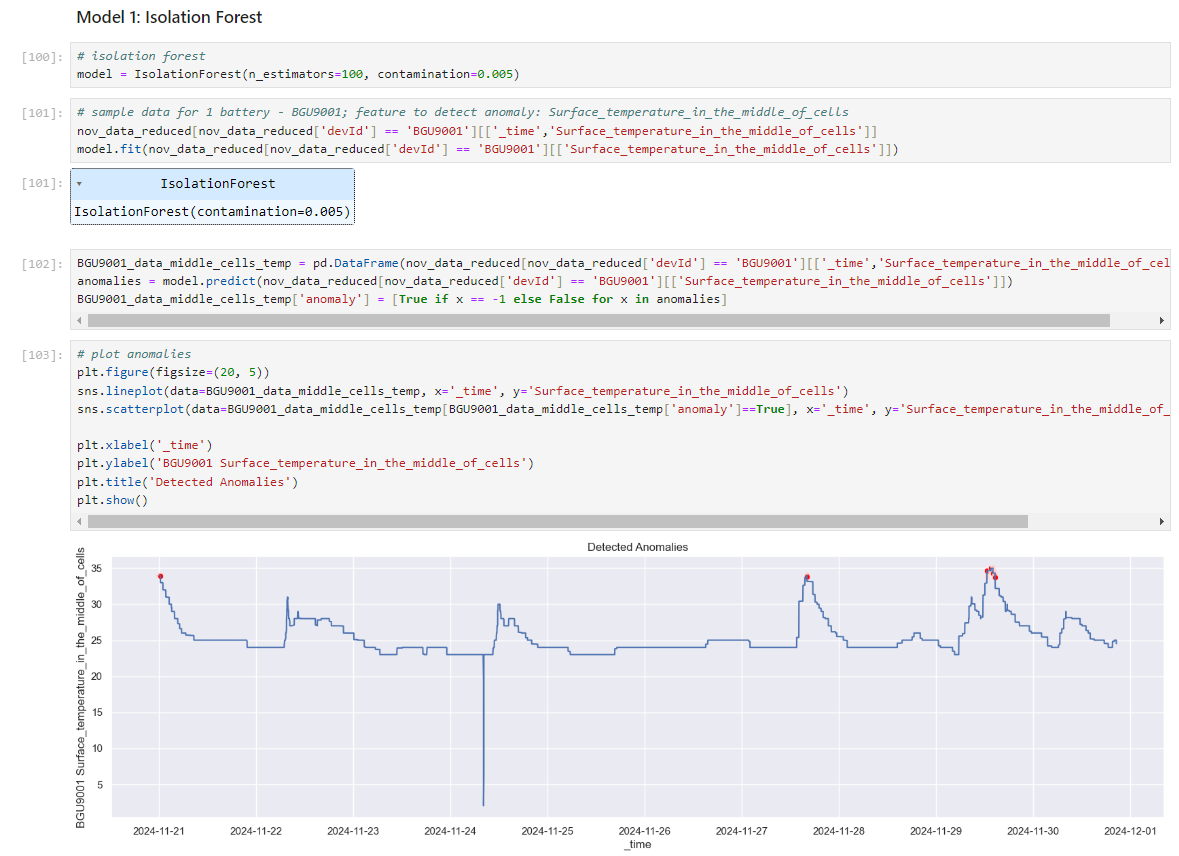 Model 1: Isolation Forest
[100]:
# isolation forest
model = IsolationForest(n_estimators=100, contamination=0.005)
[101]:
# sample data for 1 battery - BGU9001; feature to detect anomaly: Surface_temperature_in_the_middle_of_cells
nov_data_reduced[nov_data_reduced['devId'] == 'BGU9001'][['_time','Surface_temperature_in_the_middle_of_cells']]
model.fit(nov_data_reduced[nov_data_reduced['devId'] == 'BGU9001'][['Surface_temperature_in_the_middle_of_cells']])
[101]:
IsolationForest
IsolationForest(contamination=0.005)
[102]:
BGU9001_data_middle_cells_temp = pd.DataFrame(nov_data_reduced[nov_data_reduced['devId'] == 'BGU9001'][['_time','Surface_temperature_in_the_middle_of_cel
anomalies = model.predict(nov_data_reduced[nov_data_reduced['devId'] == 'BGU9001'][['Surface_temperature_in_the_middle_of_cells']])
BGU9001_data_middle_cells_temp['anomaly'] = [True if x == -1 else False for x in anomalies]
[103]:
# plot anomalies
plt.figure(figsize=(20, 5))
sns.lineplot(data=BGU9001_data_middle_cells_temp, x='_time', y='Surface_temperature_in_the_middle_of_cells')
sns.scatterplot(data=BGU9001_data_middle_cells_temp[BGU9001_data_middle_cells_temp['anomaly']==True], x='_time', y='Surface_temperature_in_the_middle_of_
plt.xlabel('_time')
plt.ylabel('BGU9001 Surface_temperature_in_the_middle_of_cells')
plt.title('Detected Anomalies')
plt.show()
Detected Anomalies
BGU9001 Surface_temperature_in_the_middle_of_cells
35
30
25
20
15
10
5
2024-11-21 2024-11-22 2024-11-23 2024-11-24 2024-11-25 2024-11-26 2024-11-27 2024-11-28 2024-11-29 2024-11-30 2024-12-01
_time